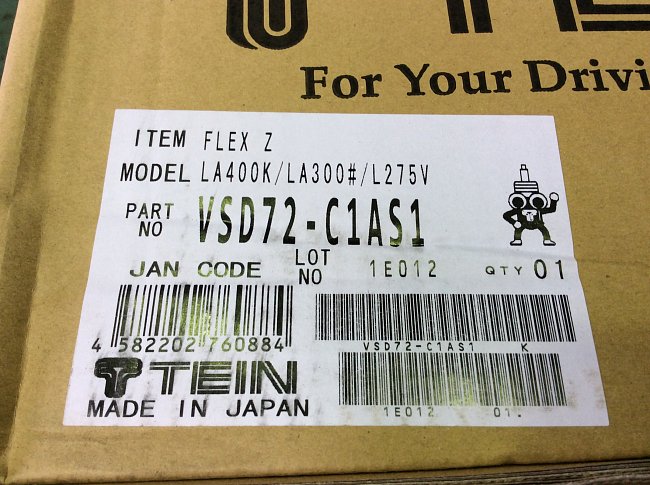 TEIN
For Your Drivi
ITEM FLEX Z
MODEL LA400K/LA300#/L275V
PART NO VSD72-C1AS1
JAN CODE LOT NO 1E012 QTY 01
4 582202 760884
VSD72-C1AS1 K
TEIN
1E012 01.
MADE IN JAPAN